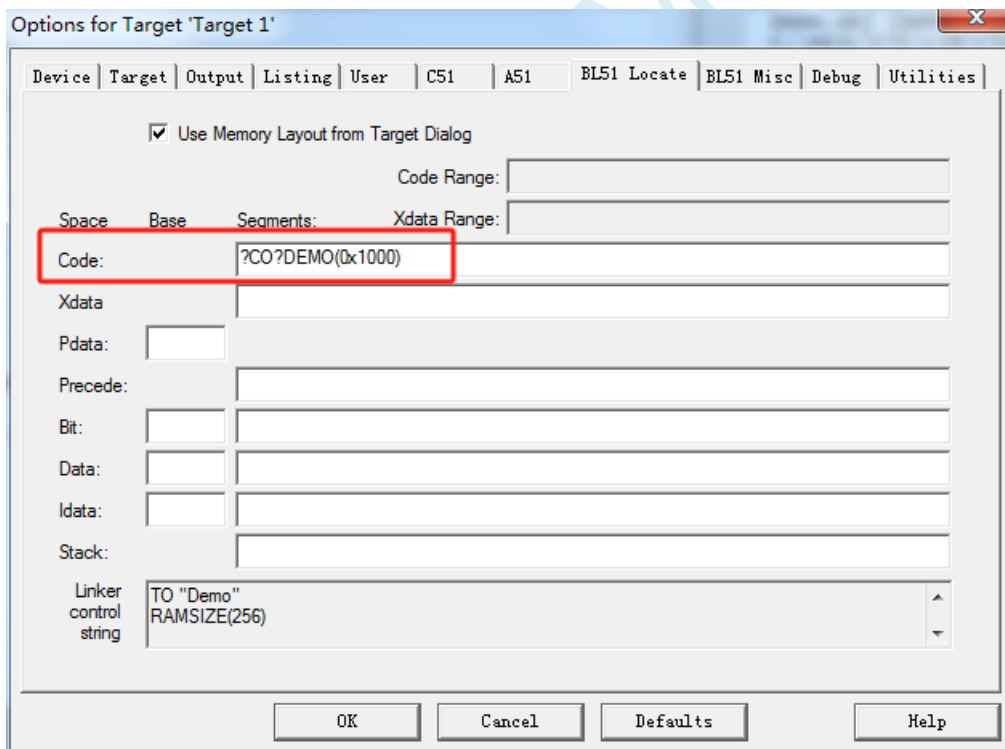 Options for Target 'Target 1'
Device Target Output Listing User C51 A51 BL51 Locate BL51 Misc Debug Utilities
Use Memory Layout from Target Dialog
Code Range:
Space Base Segments: Xdata Range:
Code: ?CO?DEMO(0x1000)
Xdata
Pdata:
Precede:
Bit:
Data:
Idata:
Stack:
Linker control string
TO "Demo"
RAMSIZE(256)
OK Cancel Defaults Help